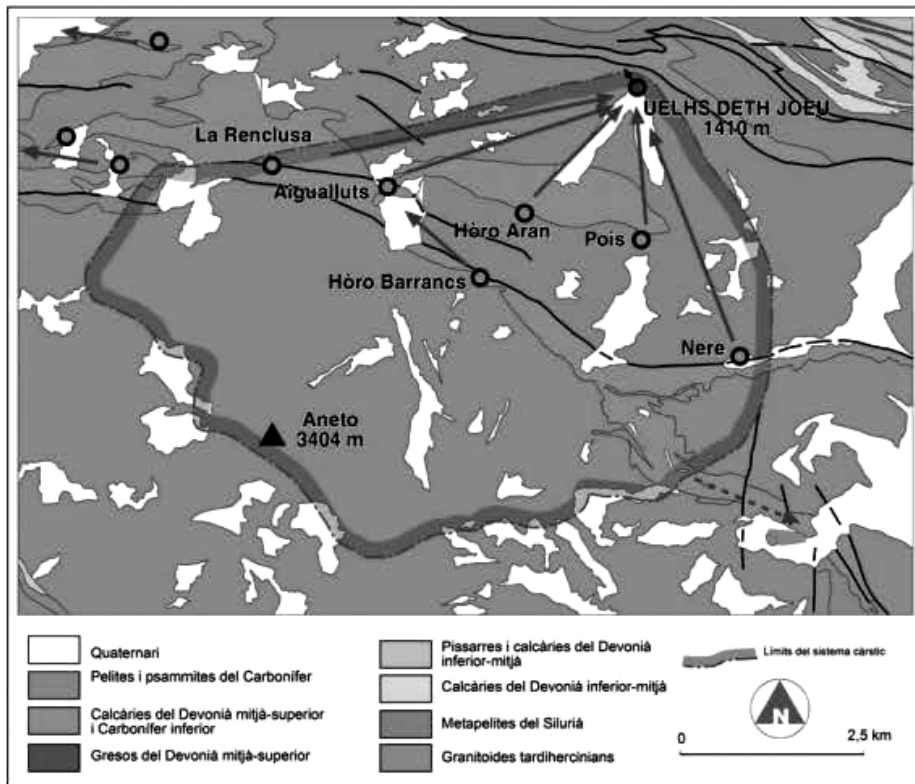 UELHS DETH JOEU
1410 m
La Renclusa
Aigualluts
Hòro Aran
Pois
Hòro Barrancs
Nere
Aneto
3404 m
Quaternari
Pelites i psammites del Carbonífer
Calcàries del Devonià mitjà-superior
i Carbonífer inferior
Gresos del Devonià mitjà-superior
Pissarres i calcàries del Devonià
inferior-mitjà
Calcàries del Devonià inferior-mitjà
Metapelites del Silurià
Granitoides tardihercinians
Límits del sistema càrstic
N
0 2,5 km